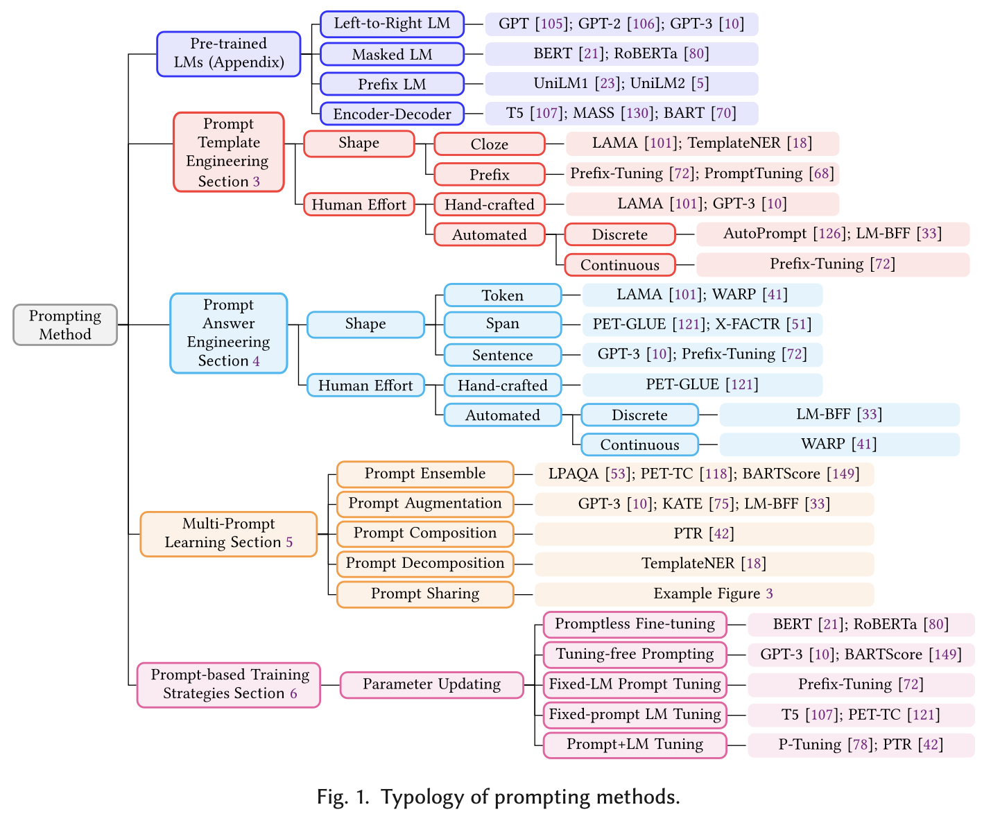 Prompting
Method
Pre-trained
LMs (Appendix)
Left-to-Right LM
GPT [105]; GPT-2 [106]; GPT-3 [10]
Masked LM
BERT [21]; RoBERTa [80]
Prefix LM
UniLM1 [23]; UniLM2 [5]
Encoder-Decoder
T5 [107]; MASS [130]; BART [70]
Prompt
Template
Engineering
Section 3
Shape
Cloze
LAMA [101]; TemplateNER [18]
Prefix
Prefix-Tuning [72]; PromptTuning [68]
Human Effort
Hand-crafted
LAMA [101]; GPT-3 [10]
Automated
Discrete
AutoPrompt [126]; LM-BFF [33]
Continuous
Prefix-Tuning [72]
Prompt
Answer
Engineering
Section 4
Shape
Token
LAMA [101]; WARP [41]
Span
PET-GLUE [121]; X-FACTR [51]
Sentence
GPT-3 [10]; Prefix-Tuning [72]
Human Effort
Hand-crafted
PET-GLUE [121]
Automated
Discrete
LM-BFF [33]
Continuous
WARP [41]
Multi-Prompt
Learning Section 5
Prompt Ensemble
LPAQA [53]; PET-TC [118]; BARTScore [149]
Prompt Augmentation
GPT-3 [10]; KATE [75]; LM-BFF [33]
Prompt Composition
PTR [42]
Prompt Decomposition
TemplateNER [18]
Prompt Sharing
Example Figure 3
Prompt-based Training
Strategies Section 6
Parameter Updating
Promptless Fine-tuning
BERT [21]; RoBERTa [80]
Tuning-free Prompting
GPT-3 [10]; BARTScore [149]
Fixed-LM Prompt Tuning
Prefix-Tuning [72]
Fixed-prompt LM Tuning
T5 [107]; PET-TC [121]
Prompt+LM Tuning
P-Tuning [78]; PTR [42]
Fig. 1. Typology of prompting methods.